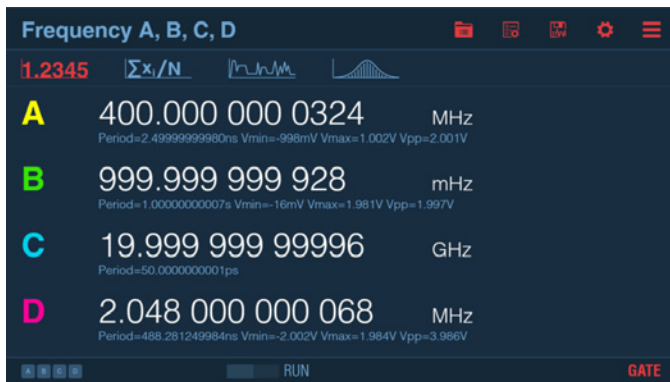 Frequency A, B, C, D
1.2345 ∑xᵢ/N
A 400.000 000 0324 MHz
Period=2.49999999980ns Vmin=-998mV Vmax=1.002V Vpp=2.001V
B 999.999 999 928 mHz
Period=1.00000000007s Vmin=-16mV Vmax=1.981V Vpp=1.997V
C 19.999 999 99996 GHz
Period=50.0000000001ps
D 2.048 000 000 068 MHz
Period=488.281249984ns Vmin=-2.002V Vmax=1.984V Vpp=3.986V
A B C D RUN GATE